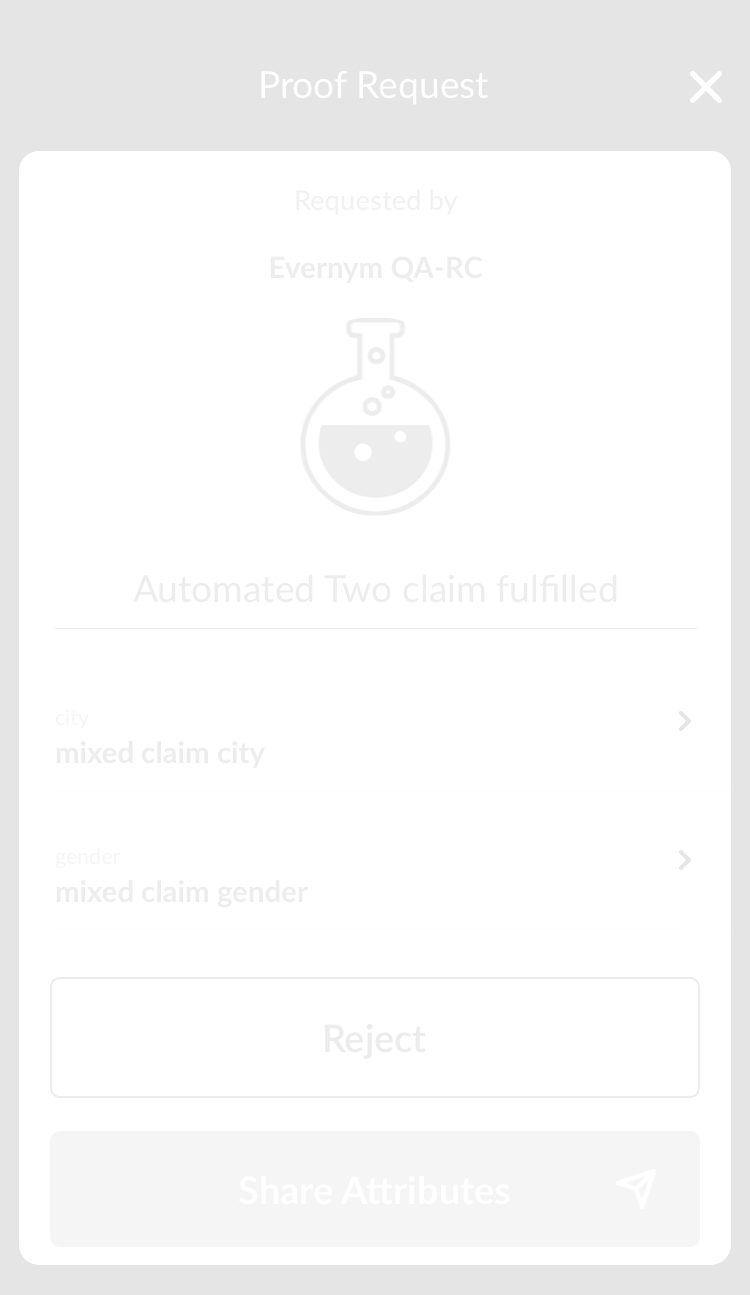 Proof Request
Requested by
Evernym QA-RC
Automated Two claim fulfilled
city
mixed claim city
gender
mixed claim gender
Reject
Share Attributes